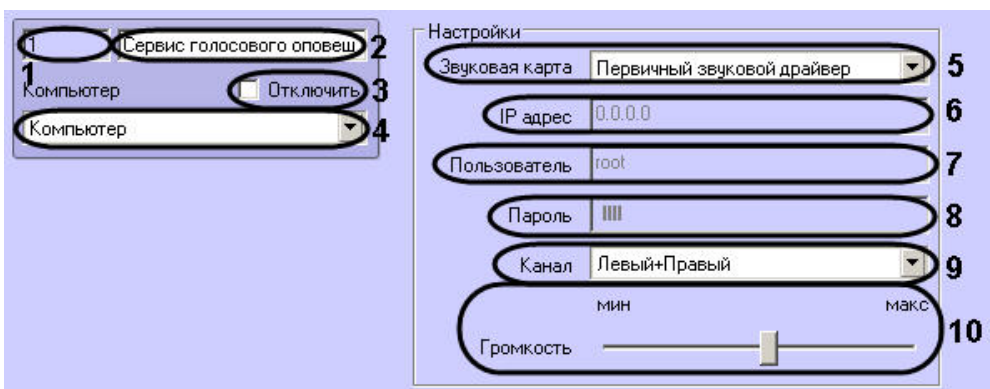 1 Сервис голосового оповещ 2
1
Компьютер Отключить 3
Компьютер 4
Настройки
Звуковая карта Первичный звуковой драйвер 5
IP адрес 0.0.0.0 6
Пользователь root 7
Пароль 8
Канал Левый+Правый 9
мин макс
Громкость 10